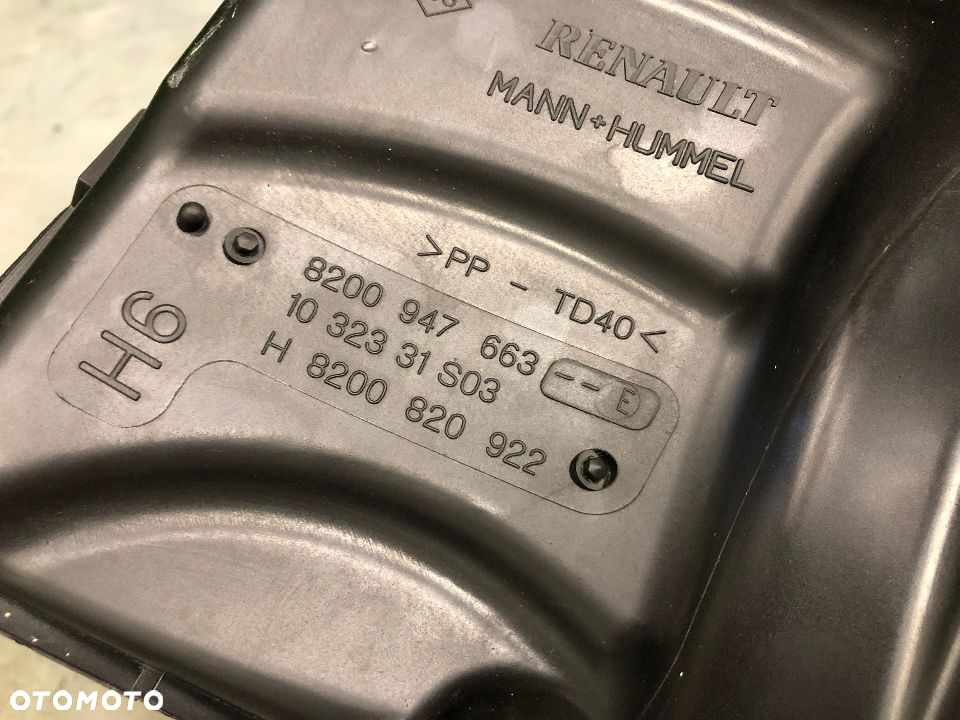 RENAULT
MANN+HUMMEL
>PP - TD40<
8200 947 663 -- E
10 323 31 S03
H 8200 820 922
H6
OTOMOTO